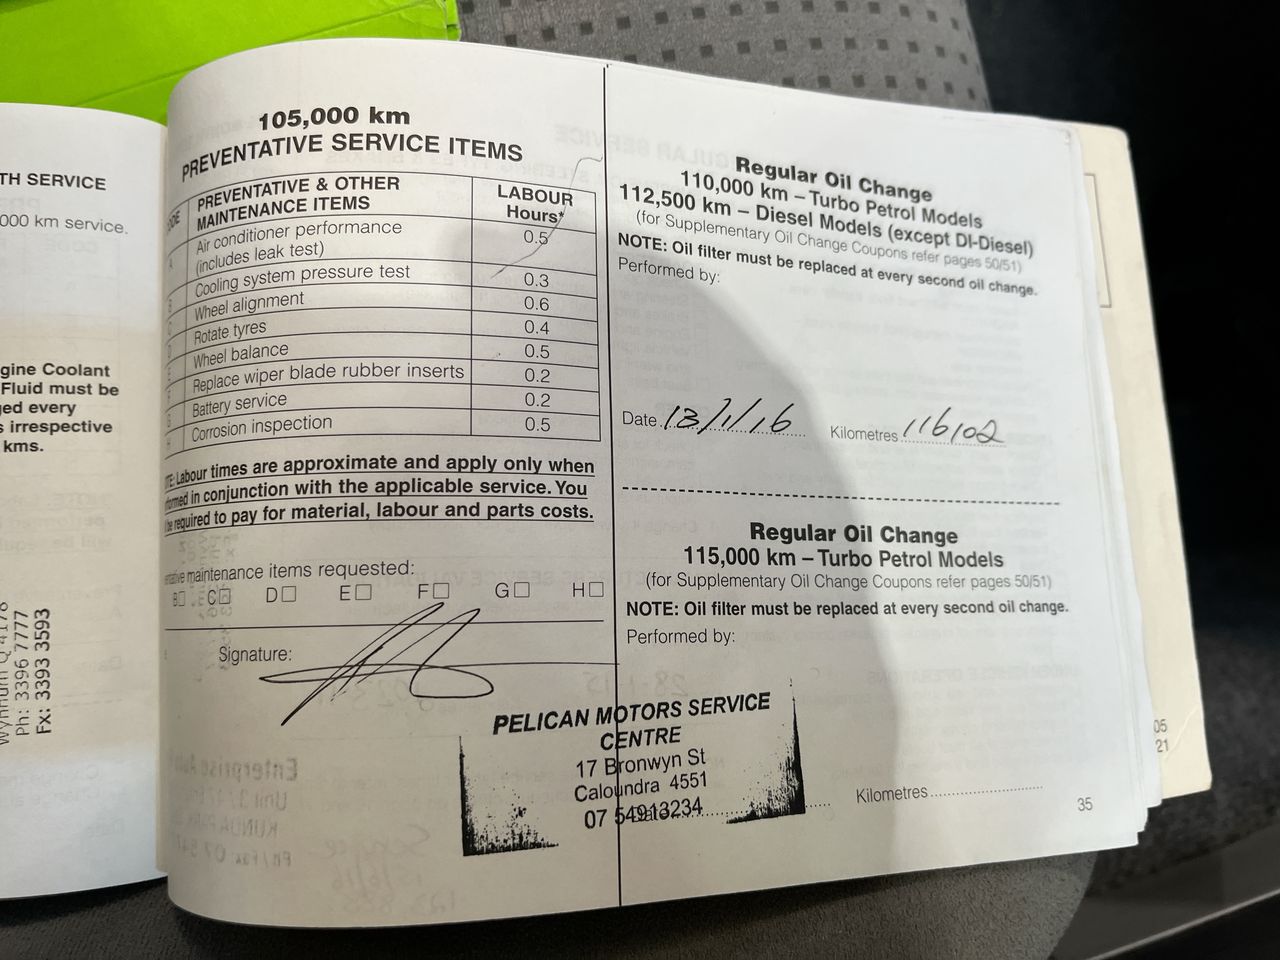 TH SERVICE
000 km service.
gine Coolant
Fluid must be
ged every
s irrespective
kms.
Ph: 3396 7777
Fx: 3393 3593
105,000 km
PREVENTATIVE SERVICE ITEMS
PREVENTATIVE & OTHER MAINTENANCE ITEMS
LABOUR Hours*
Air conditioner performance (includes leak test) 0.5
Cooling system pressure test 0.3
Wheel alignment 0.6
Rotate tyres 0.4
Wheel balance 0.5
Replace wiper blade rubber inserts 0.2
Battery service 0.2
Corrosion inspection 0.5
TE: Labour times are approximate and apply only when
ormed in conjunction with the applicable service. You
be required to pay for material, labour and parts costs.
maintenance items requested:
B C D E F G H
Signature:
PELICAN MOTORS SERVICE
CENTRE
17 Bronwyn St
Caloundra 4551
07 54913234
Regular Oil Change
110,000 km – Turbo Petrol Models
112,500 km – Diesel Models (except DI-Diesel)
(for Supplementary Oil Change Coupons refer pages 50/51)
NOTE: Oil filter must be replaced at every second oil change.
Performed by:
Date 13/1/16 Kilometres 116102
Regular Oil Change
115,000 km – Turbo Petrol Models
(for Supplementary Oil Change Coupons refer pages 50/51)
NOTE: Oil filter must be replaced at every second oil change.
Performed by:
Date Kilometres
35
05
21